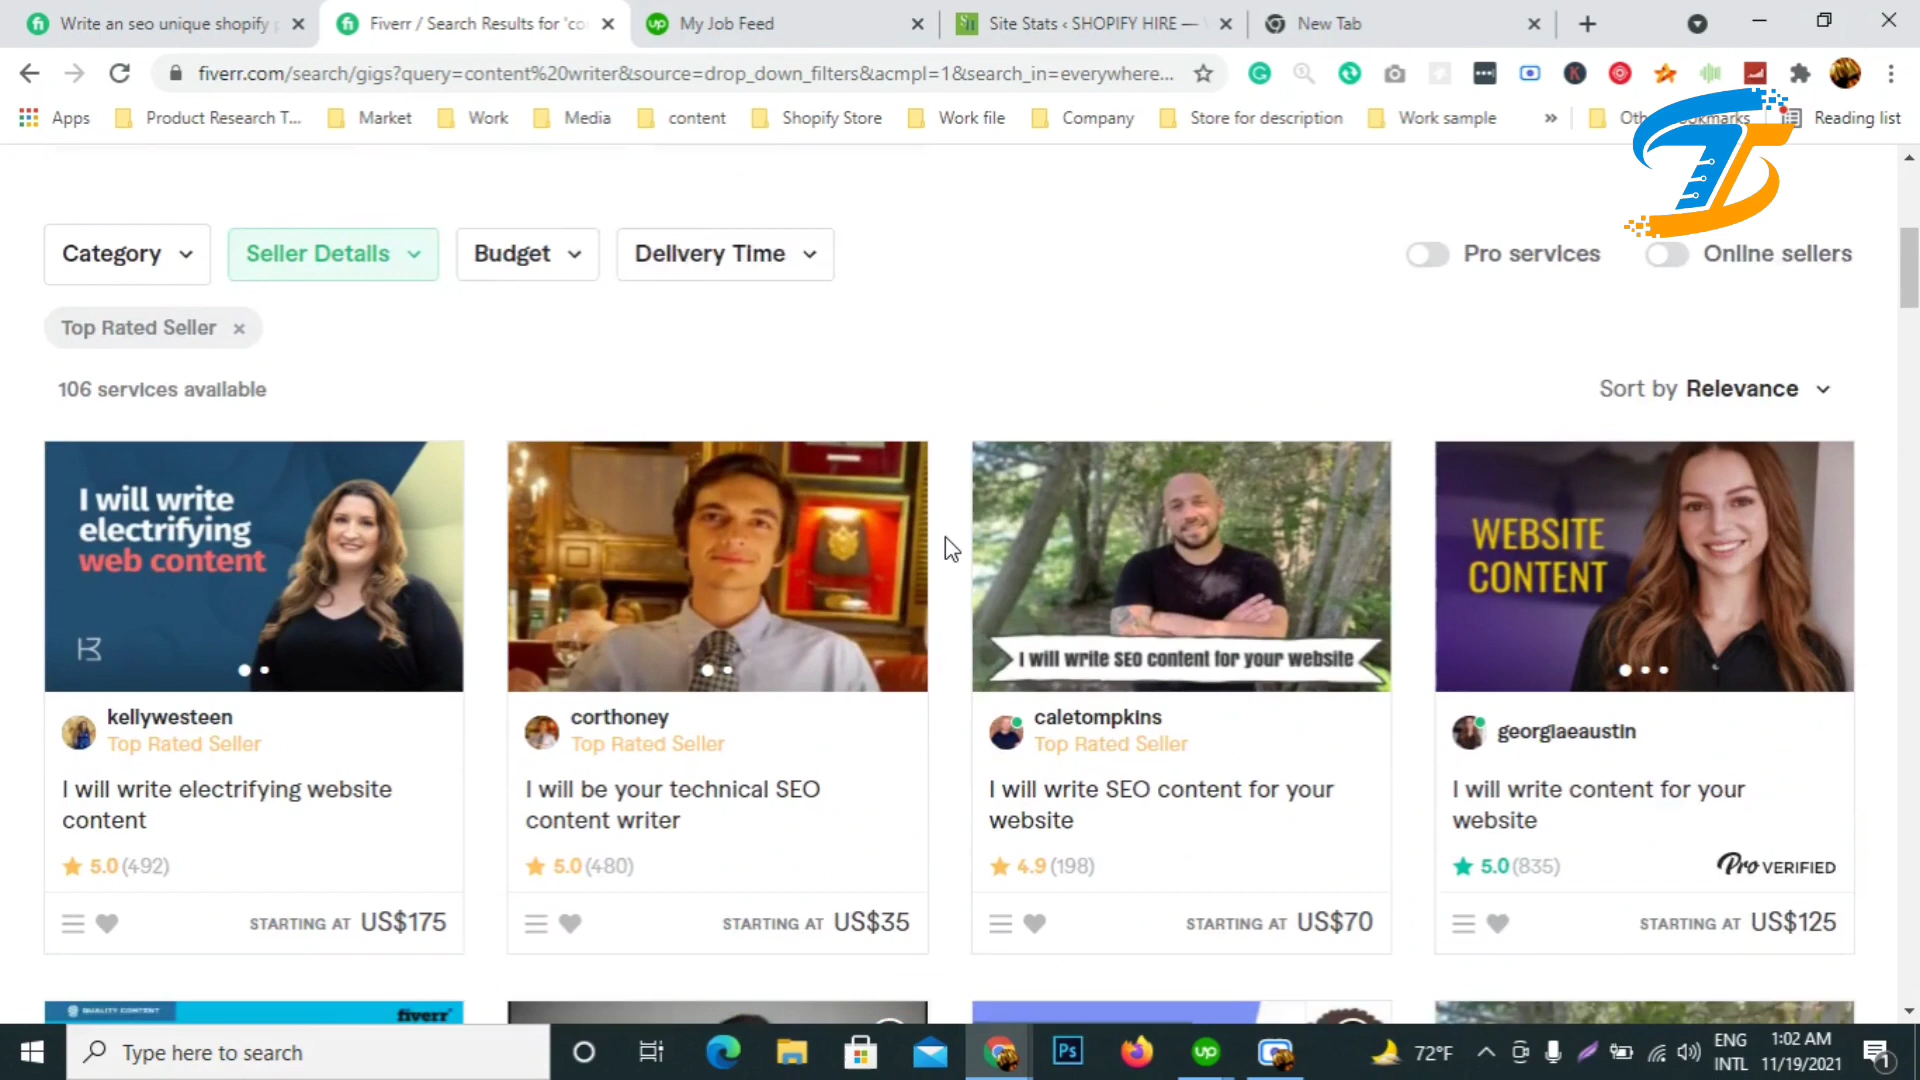 Write an seo unique shopify p
Fiverr / Search Results for 'co
My Job Feed
Site Stats ‹ SHOPIFY HIRE —
New Tab
fiverr.com/search/gigs?query=content%20writer&source=drop_down_filters&acmpl=1&search_in=everywhere...
Apps
Product Research T...
Market
Work
Media
content
Shopify Store
Work file
Company
Store for description
Work sample
»
Reading list
Category
Seller Details
Budget
Delivery Time
Pro services
Online sellers
Top Rated Seller ×
106 services available
Sort by Relevance
I will write
electrifying
web content
I will write SEO content for your website
WEBSITE
CONTENT
kellywesteen
Top Rated Seller
I will write electrifying website
content
5.0 (492)
STARTING AT US$175
corthoney
Top Rated Seller
I will be your technical SEO
content writer
5.0 (480)
STARTING AT US$35
caletompkins
Top Rated Seller
I will write SEO content for your
website
4.9 (198)
STARTING AT US$70
georgiaeaustin
I will write content for your
website
5.0 (835)
Pro VERIFIED
STARTING AT US$125
QUALITY CONTENT
fiverr
Type here to search
Ps
up
72°F
ENG
INTL
1:02 AM
11/19/2021
1